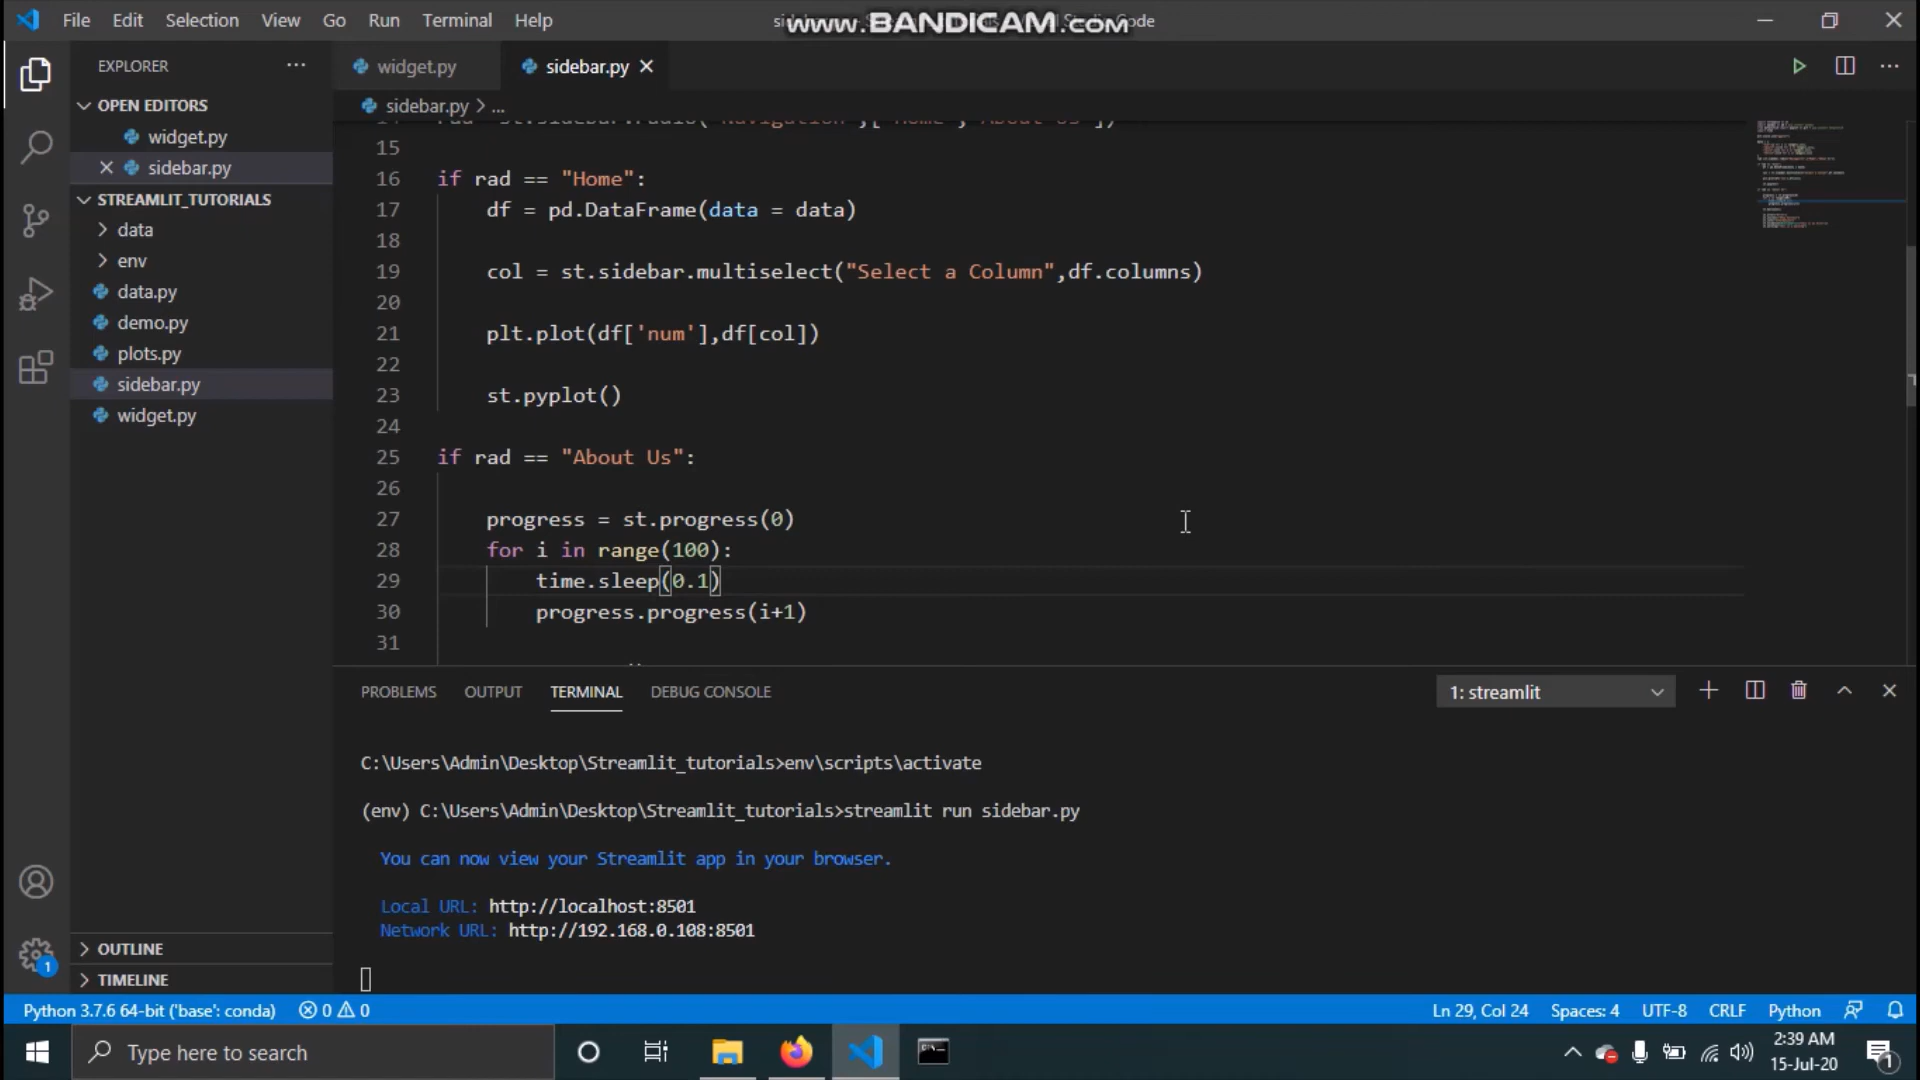 File Edit Selection View Go Run Terminal Help
www.BANDICAM.com
Code
EXPLORER
widget.py
sidebar.py
OPEN EDITORS
widget.py
sidebar.py
STREAMLIT_TUTORIALS
data
env
data.py
demo.py
plots.py
sidebar.py
widget.py
OUTLINE
TIMELINE
sidebar.py > ...
15
16 if rad == "Home":
17 df = pd.DataFrame(data = data)
18
19 col = st.sidebar.multiselect("Select a Column",df.columns)
20
21 plt.plot(df['num'],df[col])
22
23 st.pyplot()
24
25 if rad == "About Us":
26
27 progress = st.progress(0)
28 for i in range(100):
29 time.sleep(0.1)
30 progress.progress(i+1)
31
PROBLEMS OUTPUT TERMINAL DEBUG CONSOLE
1: streamlit
C:\Users\Admin\Desktop\Streamlit_tutorials>env\scripts\activate
(env) C:\Users\Admin\Desktop\Streamlit_tutorials>streamlit run sidebar.py
You can now view your Streamlit app in your browser.
Local URL: http://localhost:8501
Network URL: http://192.168.0.108:8501
1
Python 3.7.6 64-bit ('base': conda) 0 0
Ln 29, Col 24 Spaces: 4 UTF-8 CRLF Python
Type here to search
2:39 AM
15-Jul-20
1